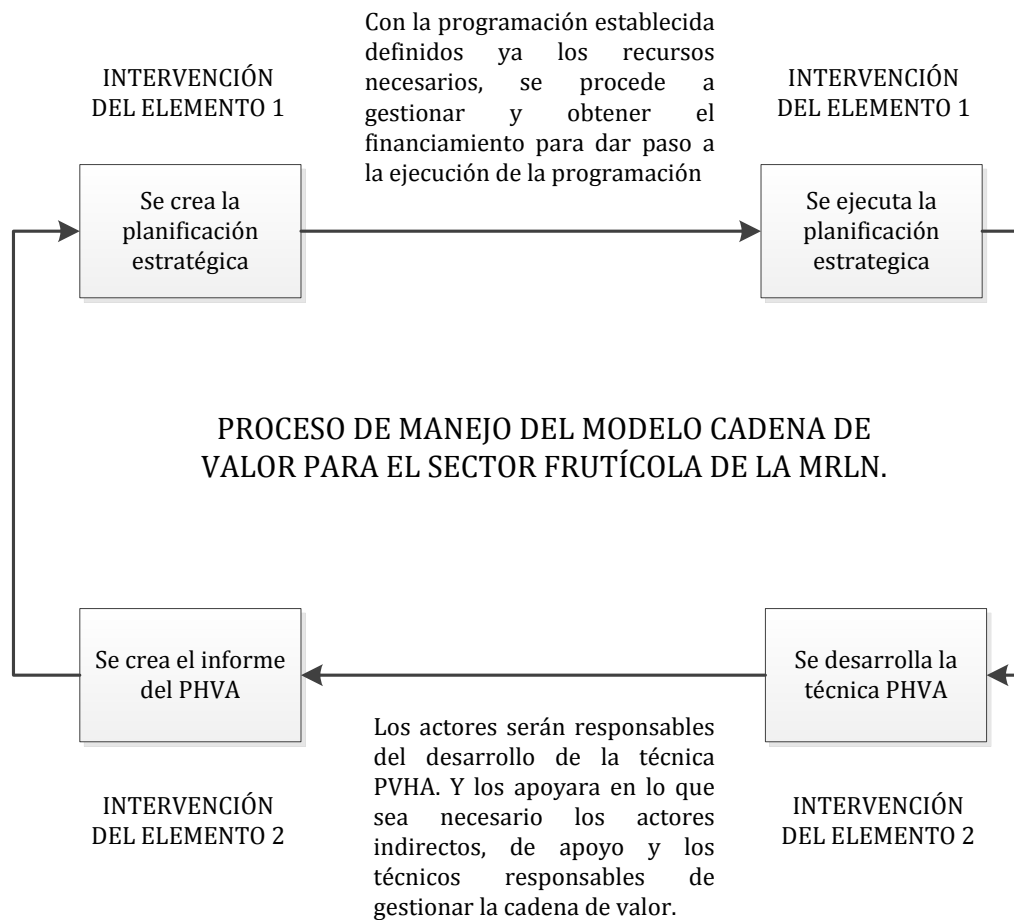 Con la programación establecida
definidos ya los recursos
necesarios, se procede a
gestionar y obtener el
financiamiento para dar paso a
la ejecución de la programación
INTERVENCIÓN
DEL ELEMENTO 1
INTERVENCIÓN
DEL ELEMENTO 1
Se crea la
planificación
estratégica
Se ejecuta la
planificación
estrategica
PROCESO DE MANEJO DEL MODELO CADENA DE
VALOR PARA EL SECTOR FRUTÍCOLA DE LA MRLN.
Se crea el informe
del PHVA
Se desarrolla la
técnica PHVA
Los actores serán responsables
del desarrollo de la técnica
PVHA. Y los apoyara en lo que
sea necesario los actores
indirectos, de apoyo y los
técnicos responsables de
gestionar la cadena de valor.
INTERVENCIÓN
DEL ELEMENTO 2
INTERVENCIÓN
DEL ELEMENTO 2